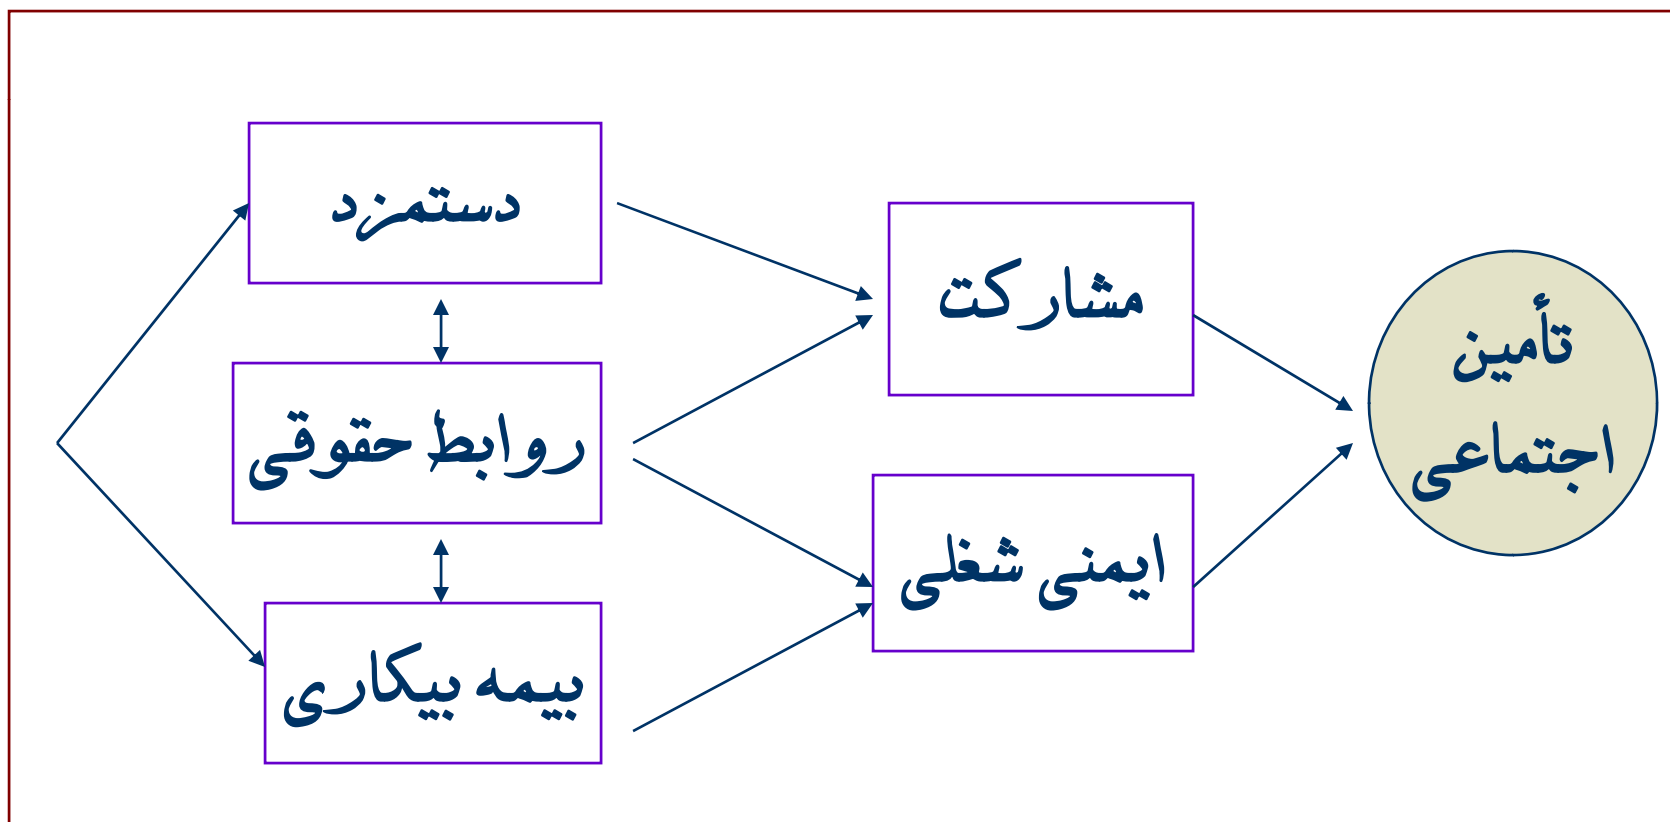 دستمزد
روابط حقوقی
بیمه بیکاری
مشارکت
ایمنی شغلی
تأمین
اجتماعی